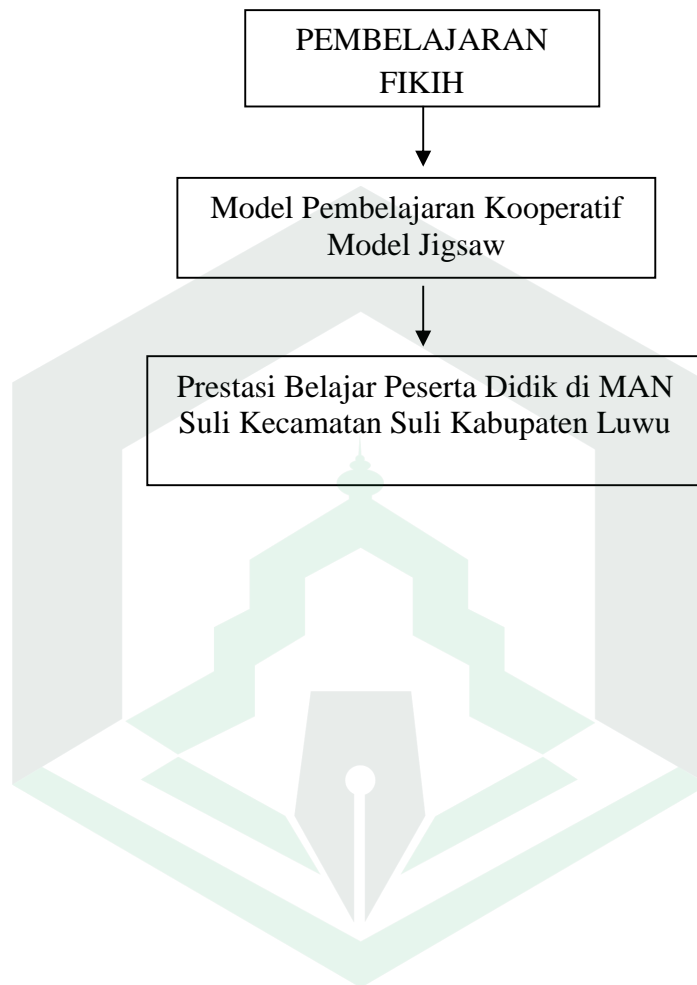 PEMBELAJARAN
FIKIH
Model Pembelajaran Kooperatif
Model Jigsaw
Prestasi Belajar Peserta Didik di MAN
Suli Kecamatan Suli Kabupaten Luwu